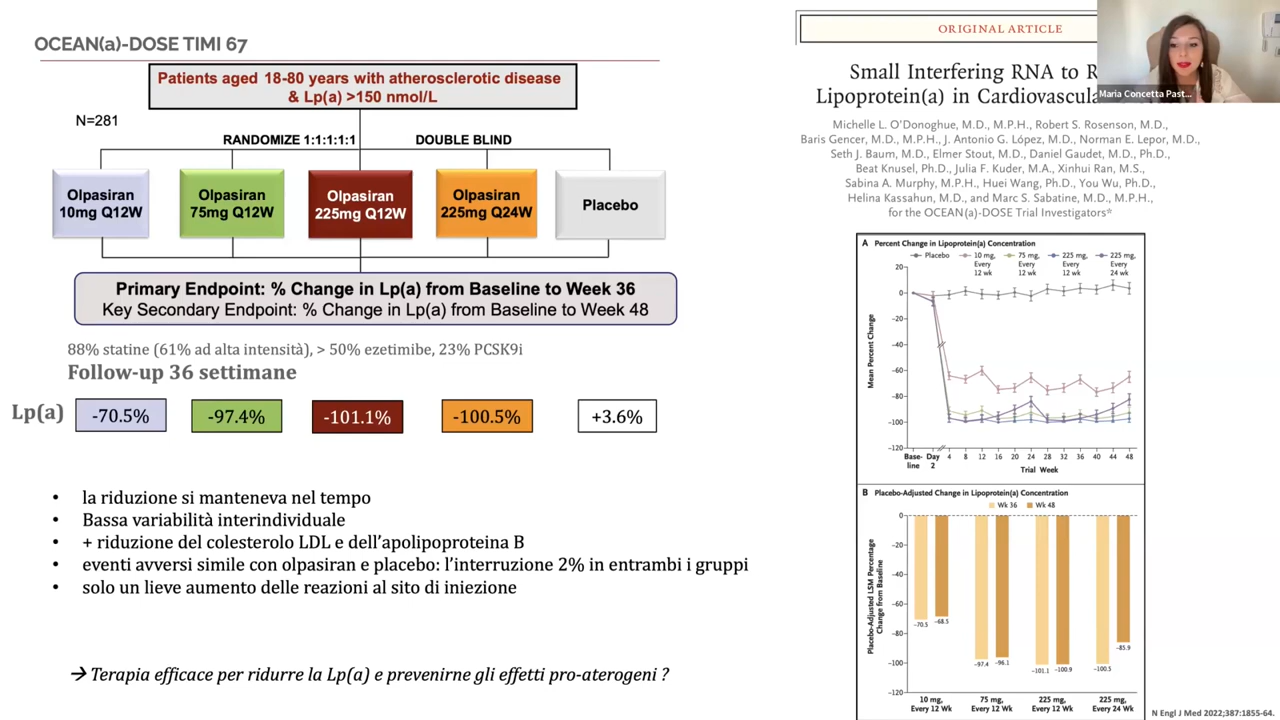 OCEAN(a)-DOSE TIMI 67
Patients aged 18-80 years with atherosclerotic disease
& Lp(a) >150 nmol/L
N=281
RANDOMIZE 1:1:1:1:1
DOUBLE BLIND
Olpasiran
10mg Q12W
Olpasiran
75mg Q12W
Olpasiran
225mg Q12W
Olpasiran
225mg Q24W
Placebo
Primary Endpoint: % Change in Lp(a) from Baseline to Week 36
Key Secondary Endpoint: % Change in Lp(a) from Baseline to Week 48
88% statine (61% ad alta intensità), > 50% ezetimibe, 23% PCSK9i
Follow-up 36 settimane
Lp(a)
-70.5%
-97.4%
-101.1%
-100.5%
+3.6%
• la riduzione si manteneva nel tempo
• Bassa variabilità interindividuale
• + riduzione del colesterolo LDL e dell’apolipoproteina B
• eventi avversi simile con olpasiran e placebo: l’interruzione 2% in entrambi i gruppi
• solo un lieve aumento delle reazioni al sito di iniezione
→ Terapia efficace per ridurre la Lp(a) e prevenirne gli effetti pro-aterogeni ?
ORIGINAL ARTICLE
Small Interfering RNA to R
Lipoprotein(a) in Cardiovascula
Maria Concetta Past...
Michelle L. O’Donoghue, M.D., M.P.H., Robert S. Rosenson, M.D.,
Baris Gencer, M.D., M.P.H., J. Antonio G. López, M.D., Norman E. Lepor, M.D.,
Seth J. Baum, M.D., Elmer Stout, M.D., Daniel Gaudet, M.D., Ph.D.,
Beat Knusel, Ph.D., Julia F. Kuder, M.A., Xinhui Ran, M.S.,
Sabina A. Murphy, M.P.H., Huei Wang, Ph.D., You Wu, Ph.D.,
Helina Kassahun, M.D., and Marc S. Sabatine, M.D., M.P.H.,
for the OCEAN(a)-DOSE Trial Investigators*
A Percent Change in Lipoprotein(a) Concentration
Placebo
10 mg,
Every
12 wk
75 mg,
Every
12 wk
225 mg,
Every
12 wk
225 mg,
Every
24 wk
Mean Percent Change
20
0
−20
−40
−60
−80
−100
−120
Base-
line
Day
2
4 8 12 16 20 24 28 32 36 40 44 48
Trial Week
B Placebo-Adjusted Change in Lipoprotein(a) Concentration
Wk 36 Wk 48
Placebo-Adjusted LSM Percentage
Change from Baseline
0
−20
−40
−60
−80
−100
−120
−70.5
−68.5
−97.4
−96.1
−101.1
−100.9
−100.5
−85.9
10 mg,
Every 12 Wk
75 mg,
Every 12 Wk
225 mg,
Every 12 Wk
225 mg,
Every 24 Wk
N Engl J Med 2022;387:1855-64.